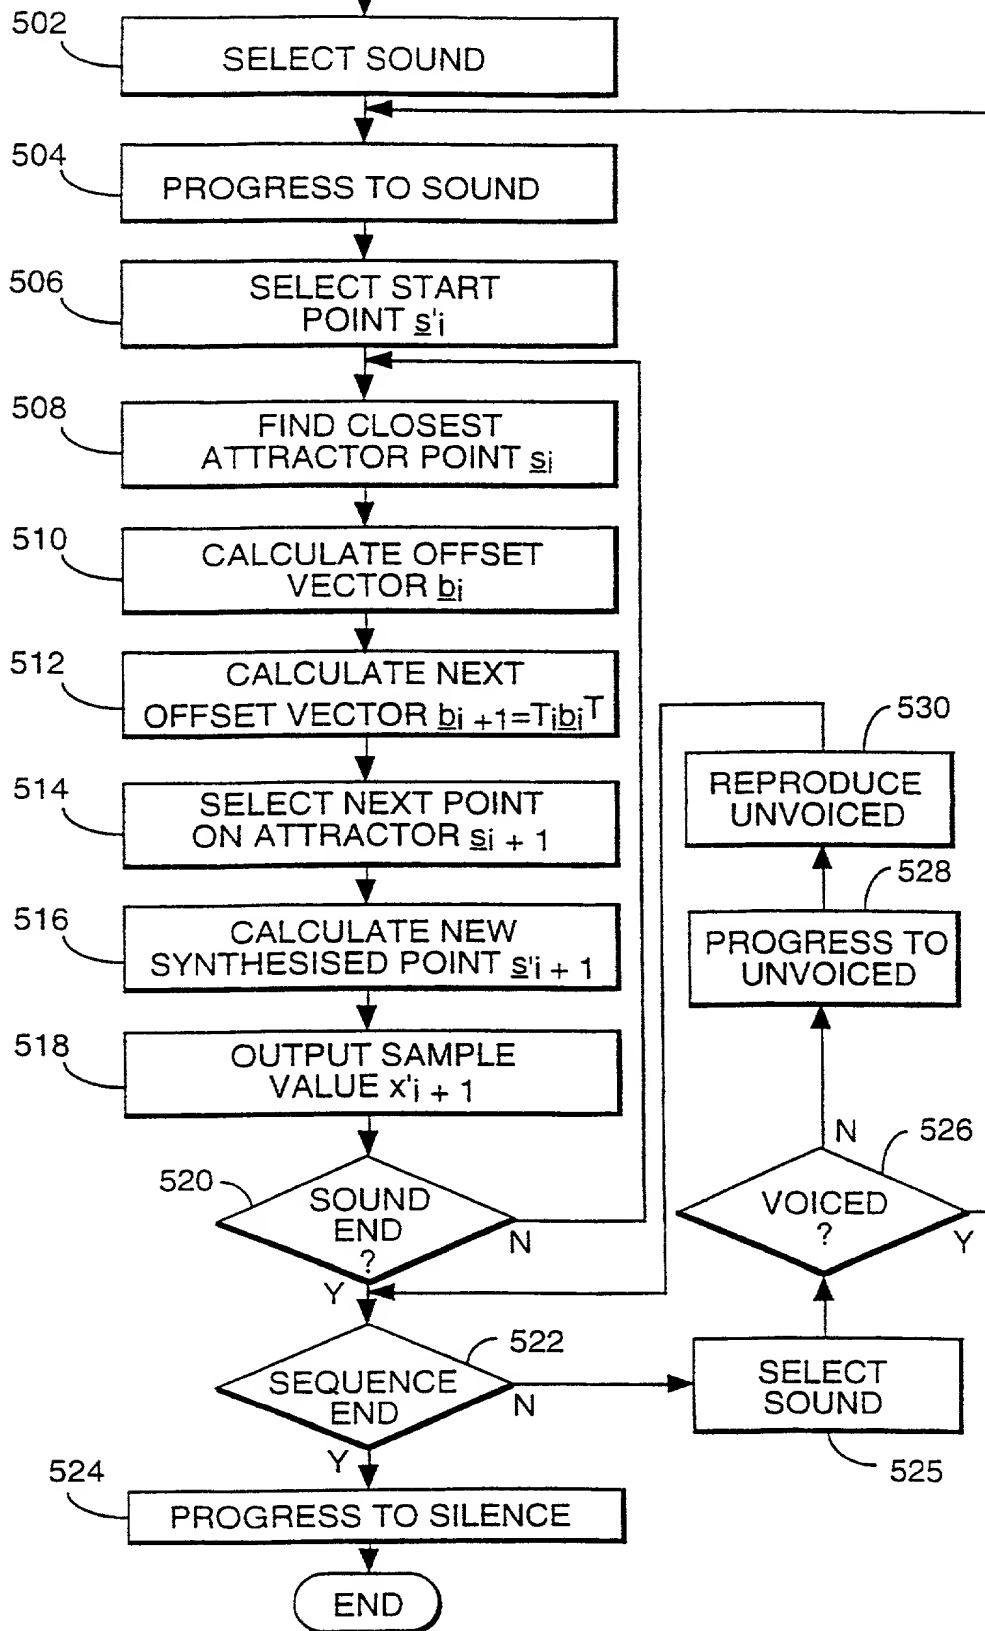 502
SELECT SOUND
504
PROGRESS TO SOUND
506
SELECT START
POINT s'i
508
FIND CLOSEST
ATTRACTOR POINT si
510
CALCULATE OFFSET
VECTOR bi
512
CALCULATE NEXT
OFFSET VECTOR bi +1=TibiT
514
SELECT NEXT POINT
ON ATTRACTOR si + 1
516
CALCULATE NEW
SYNTHESISED POINT s'i + 1
518
OUTPUT SAMPLE
VALUE x'i + 1
520
SOUND
END
?
N
Y
522
SEQUENCE
END
N
Y
524
PROGRESS TO SILENCE
END
530
REPRODUCE
UNVOICED
528
PROGRESS TO
UNVOICED
N
526
VOICED
?
Y
SELECT
SOUND
525